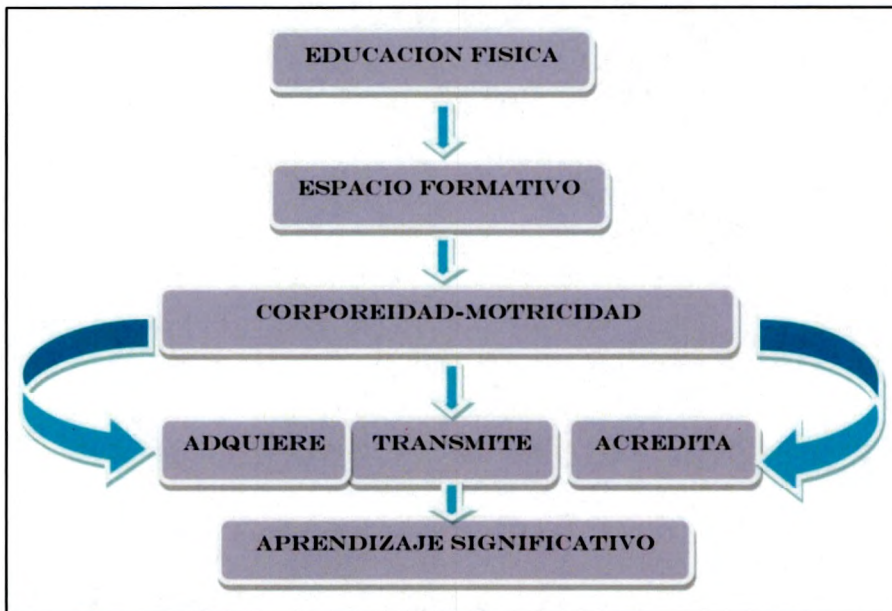 EDUCACION FISICA
ESPACIO FORMATIVO
CORPOREIDAD-MOTRICIDAD
ADQUIERE
TRANSMITE
ACREDITA
APRENDIZAJE SIGNIFICATIVO